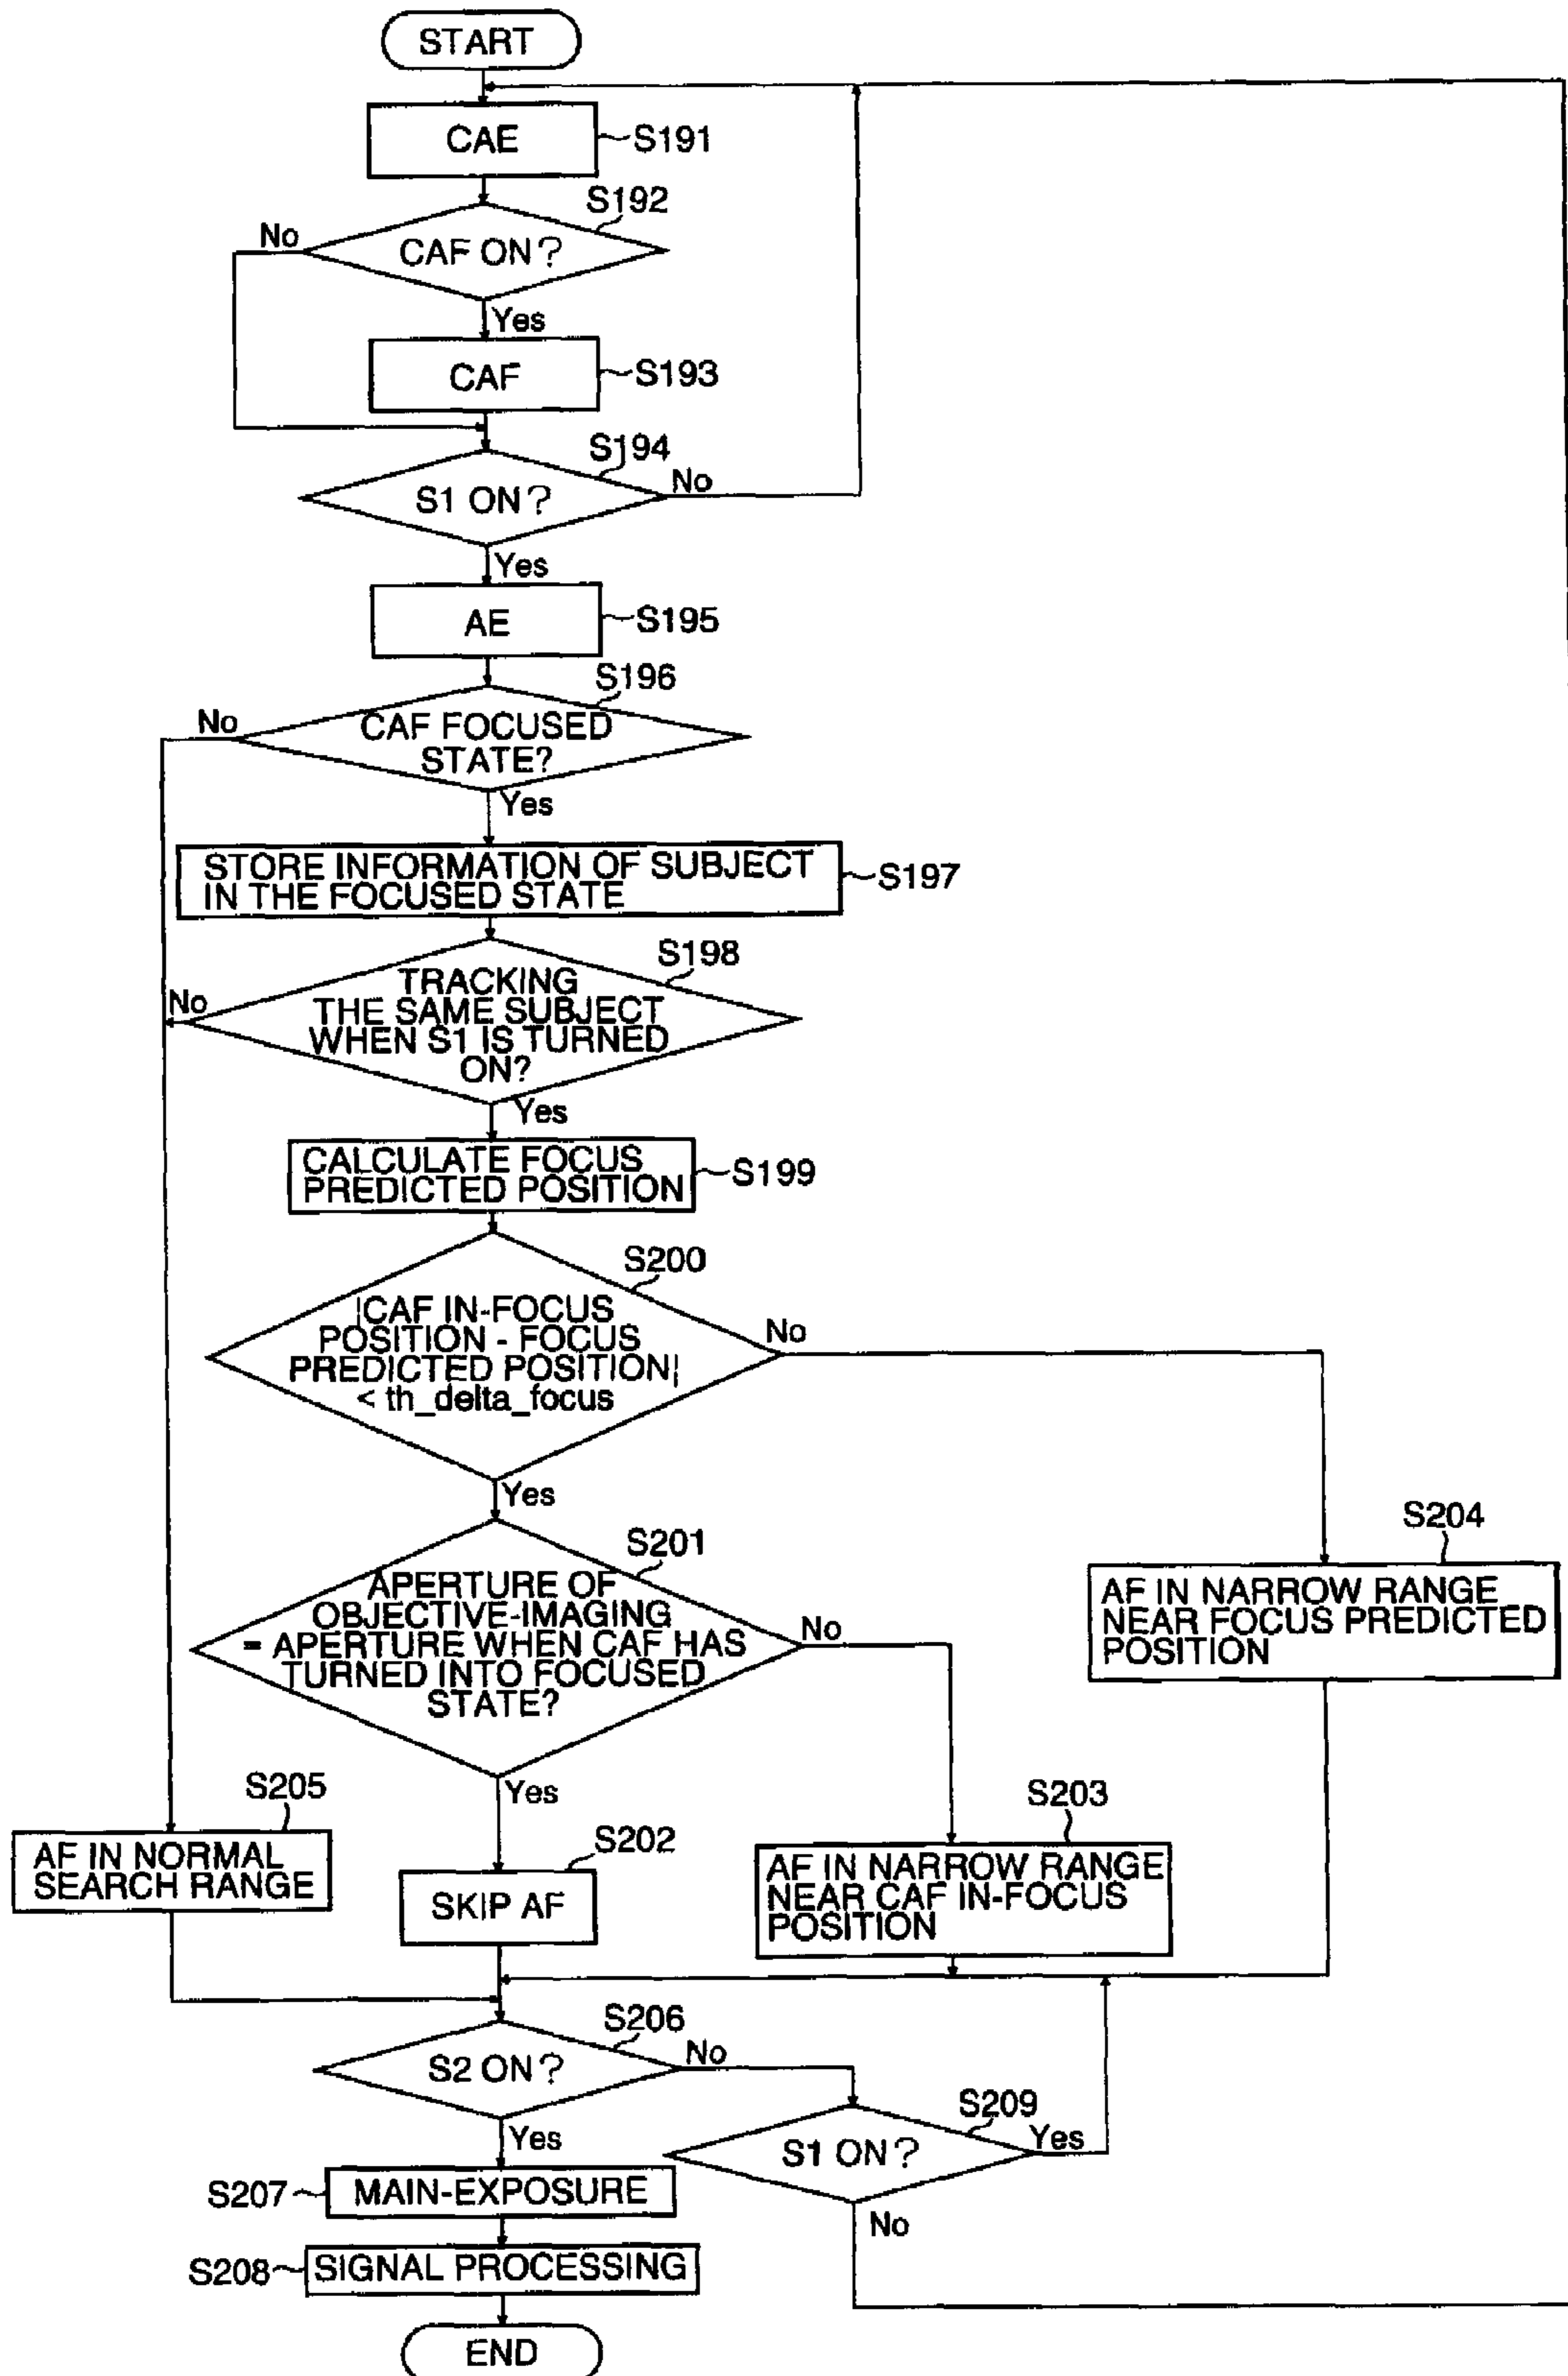 START
CAE
S191
S192
No
CAF ON?
Yes
CAF
S193
S194
No
S1 ON?
Yes
AE
S195
S196
No
CAF FOCUSED
STATE?
Yes
STORE INFORMATION OF SUBJECT
IN THE FOCUSED STATE
S197
S198
TRACKING
No
THE SAME SUBJECT
WHEN S1 IS TURNED
ON?
Yes
CALCULATE FOCUS
PREDICTED POSITION
S199
S200
|CAF IN-FOCUS
POSITION - FOCUS
PREDICTED POSITION|
< th_delta_focus
No
Yes
S201
APERTURE OF
OBJECTIVE-IMAGING
= APERTURE WHEN CAF HAS
TURNED INTO FOCUSED
STATE?
No
Yes
S204
AF IN NARROW RANGE
NEAR FOCUS PREDICTED
POSITION
S205
AF IN NORMAL
SEARCH RANGE
S202
SKIP AF
S203
AF IN NARROW RANGE
NEAR CAF IN-FOCUS
POSITION
S206
S2 ON?
No
Yes
S209
S1 ON?
Yes
No
S207
MAIN-EXPOSURE
S208
SIGNAL PROCESSING
END